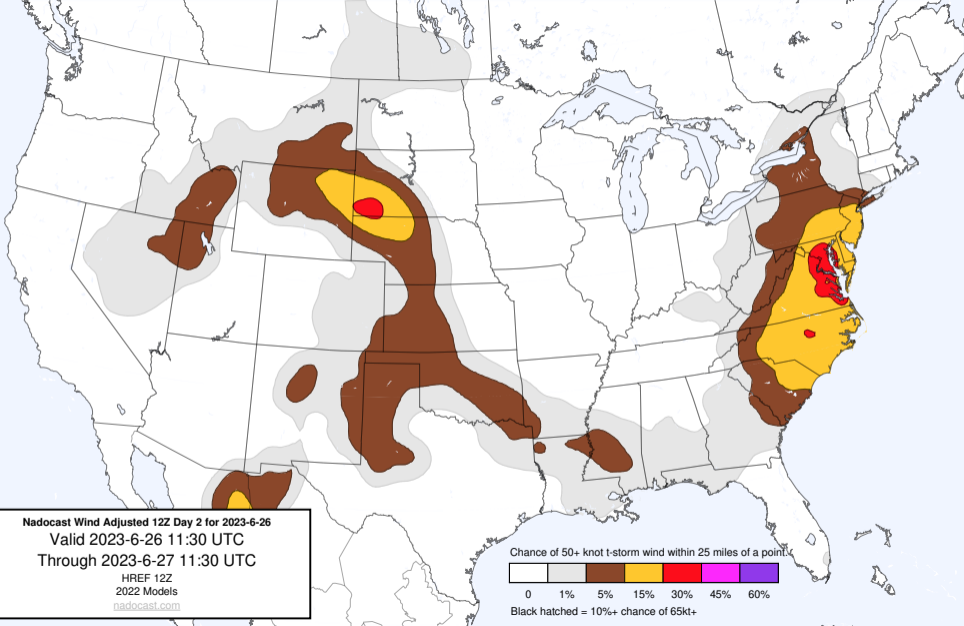 Nadocast Wind Adjusted 12Z Day 2 for 2023-6-26
Valid 2023-6-26 11:30 UTC
Through 2023-6-27 11:30 UTC
HREF 12Z
2022 Models
nadocast.com
Chance of 50+ knot t-storm wind within 25 miles of a point.
0 1% 5% 15% 30% 45% 60%
Black hatched = 10%+ chance of 65kt+